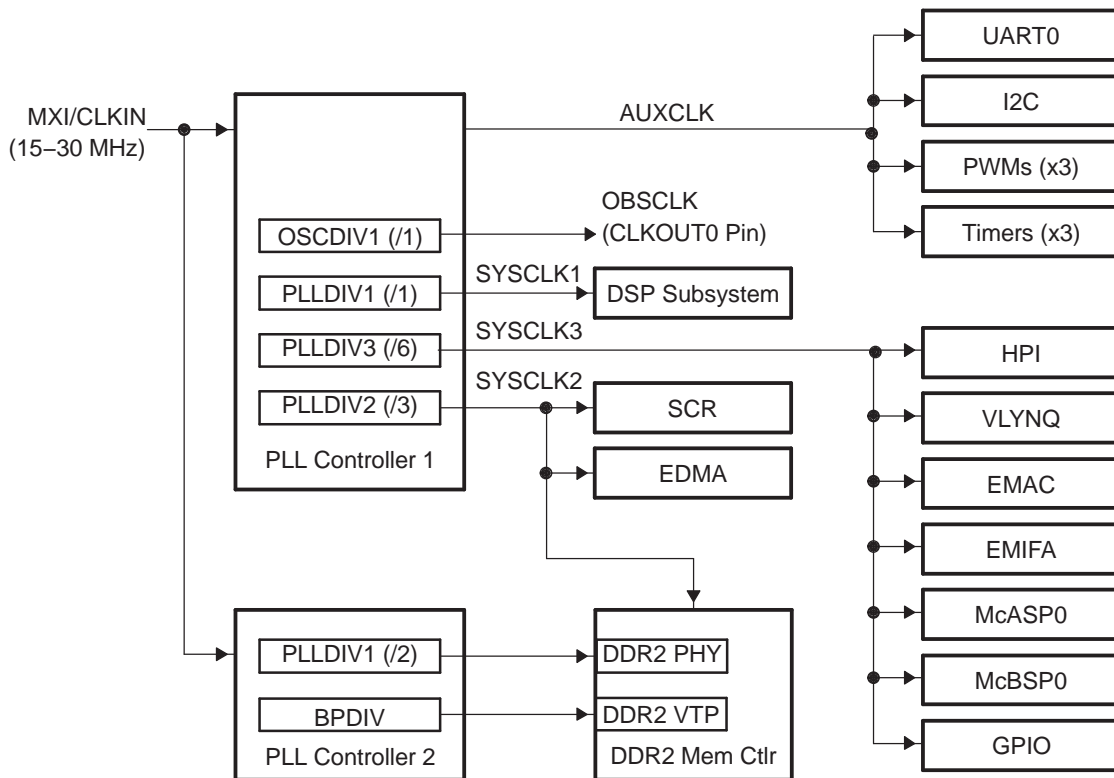 UART0
MXI/CLKIN
(15−30 MHz)
AUXCLK
I2C
PWMs (x3)
OSCDIV1 (/1)
OBSCLK
(CLKOUT0 Pin)
Timers (x3)
SYSCLK1
PLLDIV1 (/1)
DSP Subsystem
SYSCLK3
PLLDIV3 (/6)
HPI
SYSCLK2
PLLDIV2 (/3)
SCR
VLYNQ
PLL Controller 1
EDMA
EMAC
EMIFA
McASP0
PLLDIV1 (/2)
DDR2 PHY
McBSP0
BPDIV
DDR2 VTP
GPIO
PLL Controller 2
DDR2 Mem Ctlr